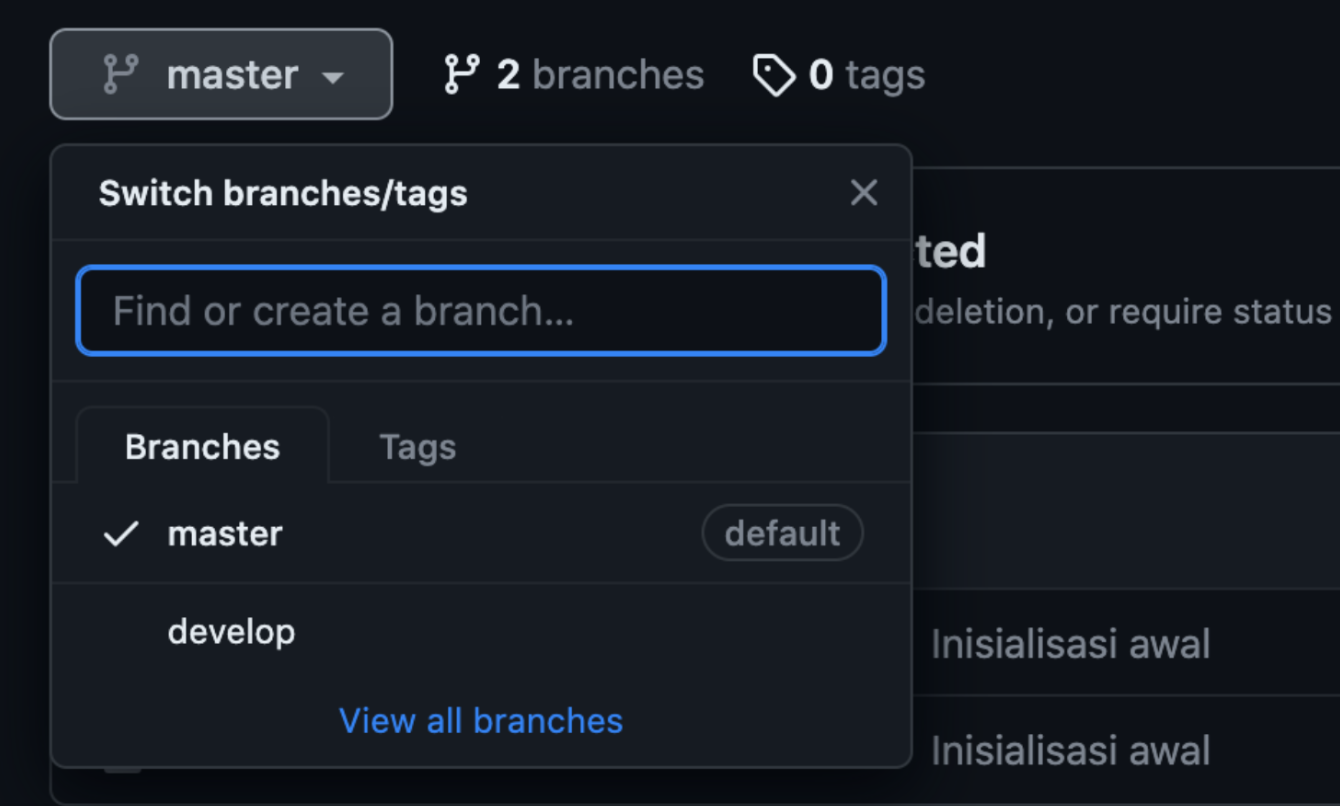 master 2 branches 0 tags
Switch branches/tags
ted
Find or create a branch...
deletion, or require status
Branches Tags
master default
develop
Inisialisasi awal
View all branches
Inisialisasi awal